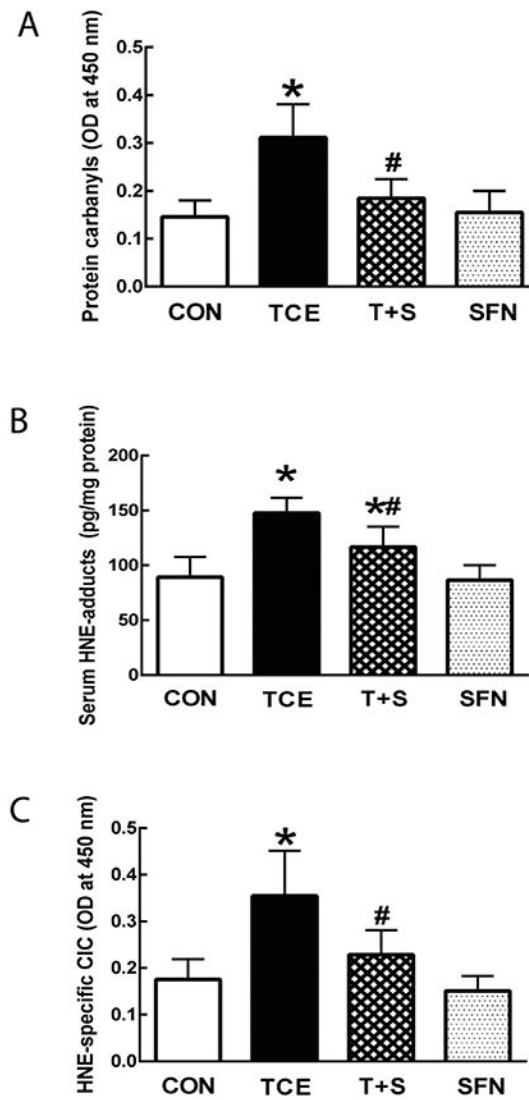 A
Protein carbanyls (OD at 450 nm)
0.5
0.4
0.3
0.2
0.1
0.0
*
#
CON TCE T+S SFN
B
Serum HNE-adducts (pg/mg protein)
200
150
100
50
0
*
*#
CON TCE T+S SFN
C
HNE-specific CIC (OD at 450 nm)
0.5
0.4
0.3
0.2
0.1
0.0
*
#
CON TCE T+S SFN